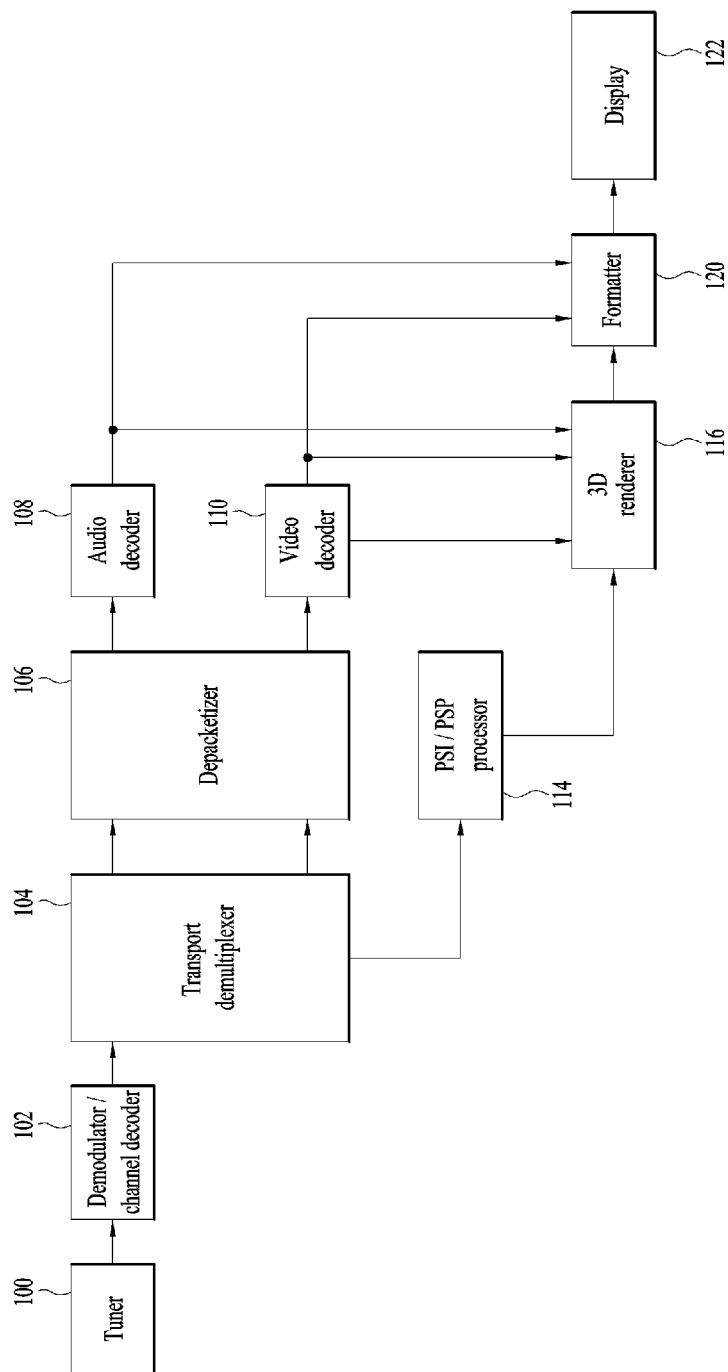 100
Tuner
102
Demodulator /
channel decoder
104
Transport
demultiplexer
106
Depacketizer
108
Audio
decoder
110
Video
decoder
PSI / PSP
processor
114
3D
renderer
116
Formatter
120
Display
122